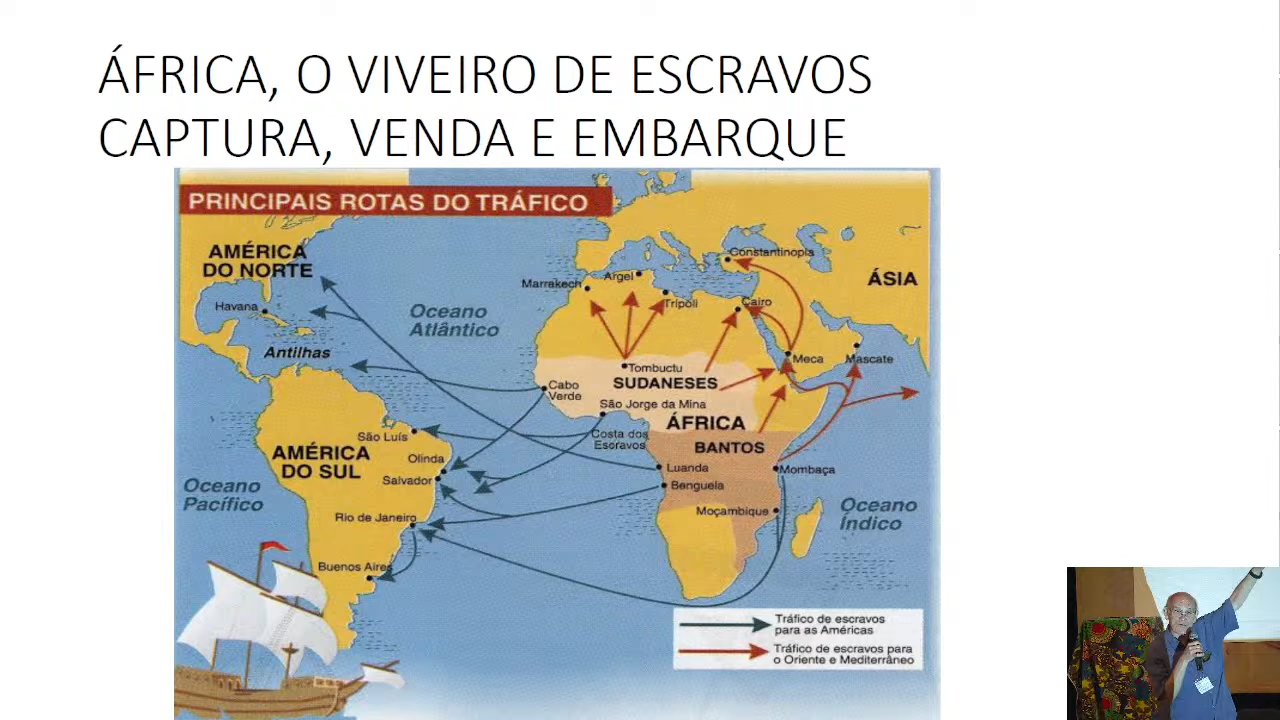 ÁFRICA, O VIVEIRO DE ESCRAVOS
CAPTURA, VENDA E EMBARQUE
PRINCIPAIS ROTAS DO TRÁFICO
AMÉRICA
DO NORTE
Havana
Antilhas
Oceano
Atlântico
Constantinopla
ÁSIA
Marrakech
Argel
Trípoli
Cairo
Meca
Mascate
Tombuctu
SUDANESES
Cabo
Verde
São Jorge da Mina
ÁFRICA
Costa dos
Escravos
BANTOS
São Luís
AMÉRICA
DO SUL
Olinda
Salvador
Luanda
Benguela
Mombaça
Oceano
Pacífico
Rio de Janeiro
Moçambique
Oceano
Índico
Buenos Aires
Tráfico de escravos
para as Américas
Tráfico de escravos para
o Oriente e Mediterrâneo